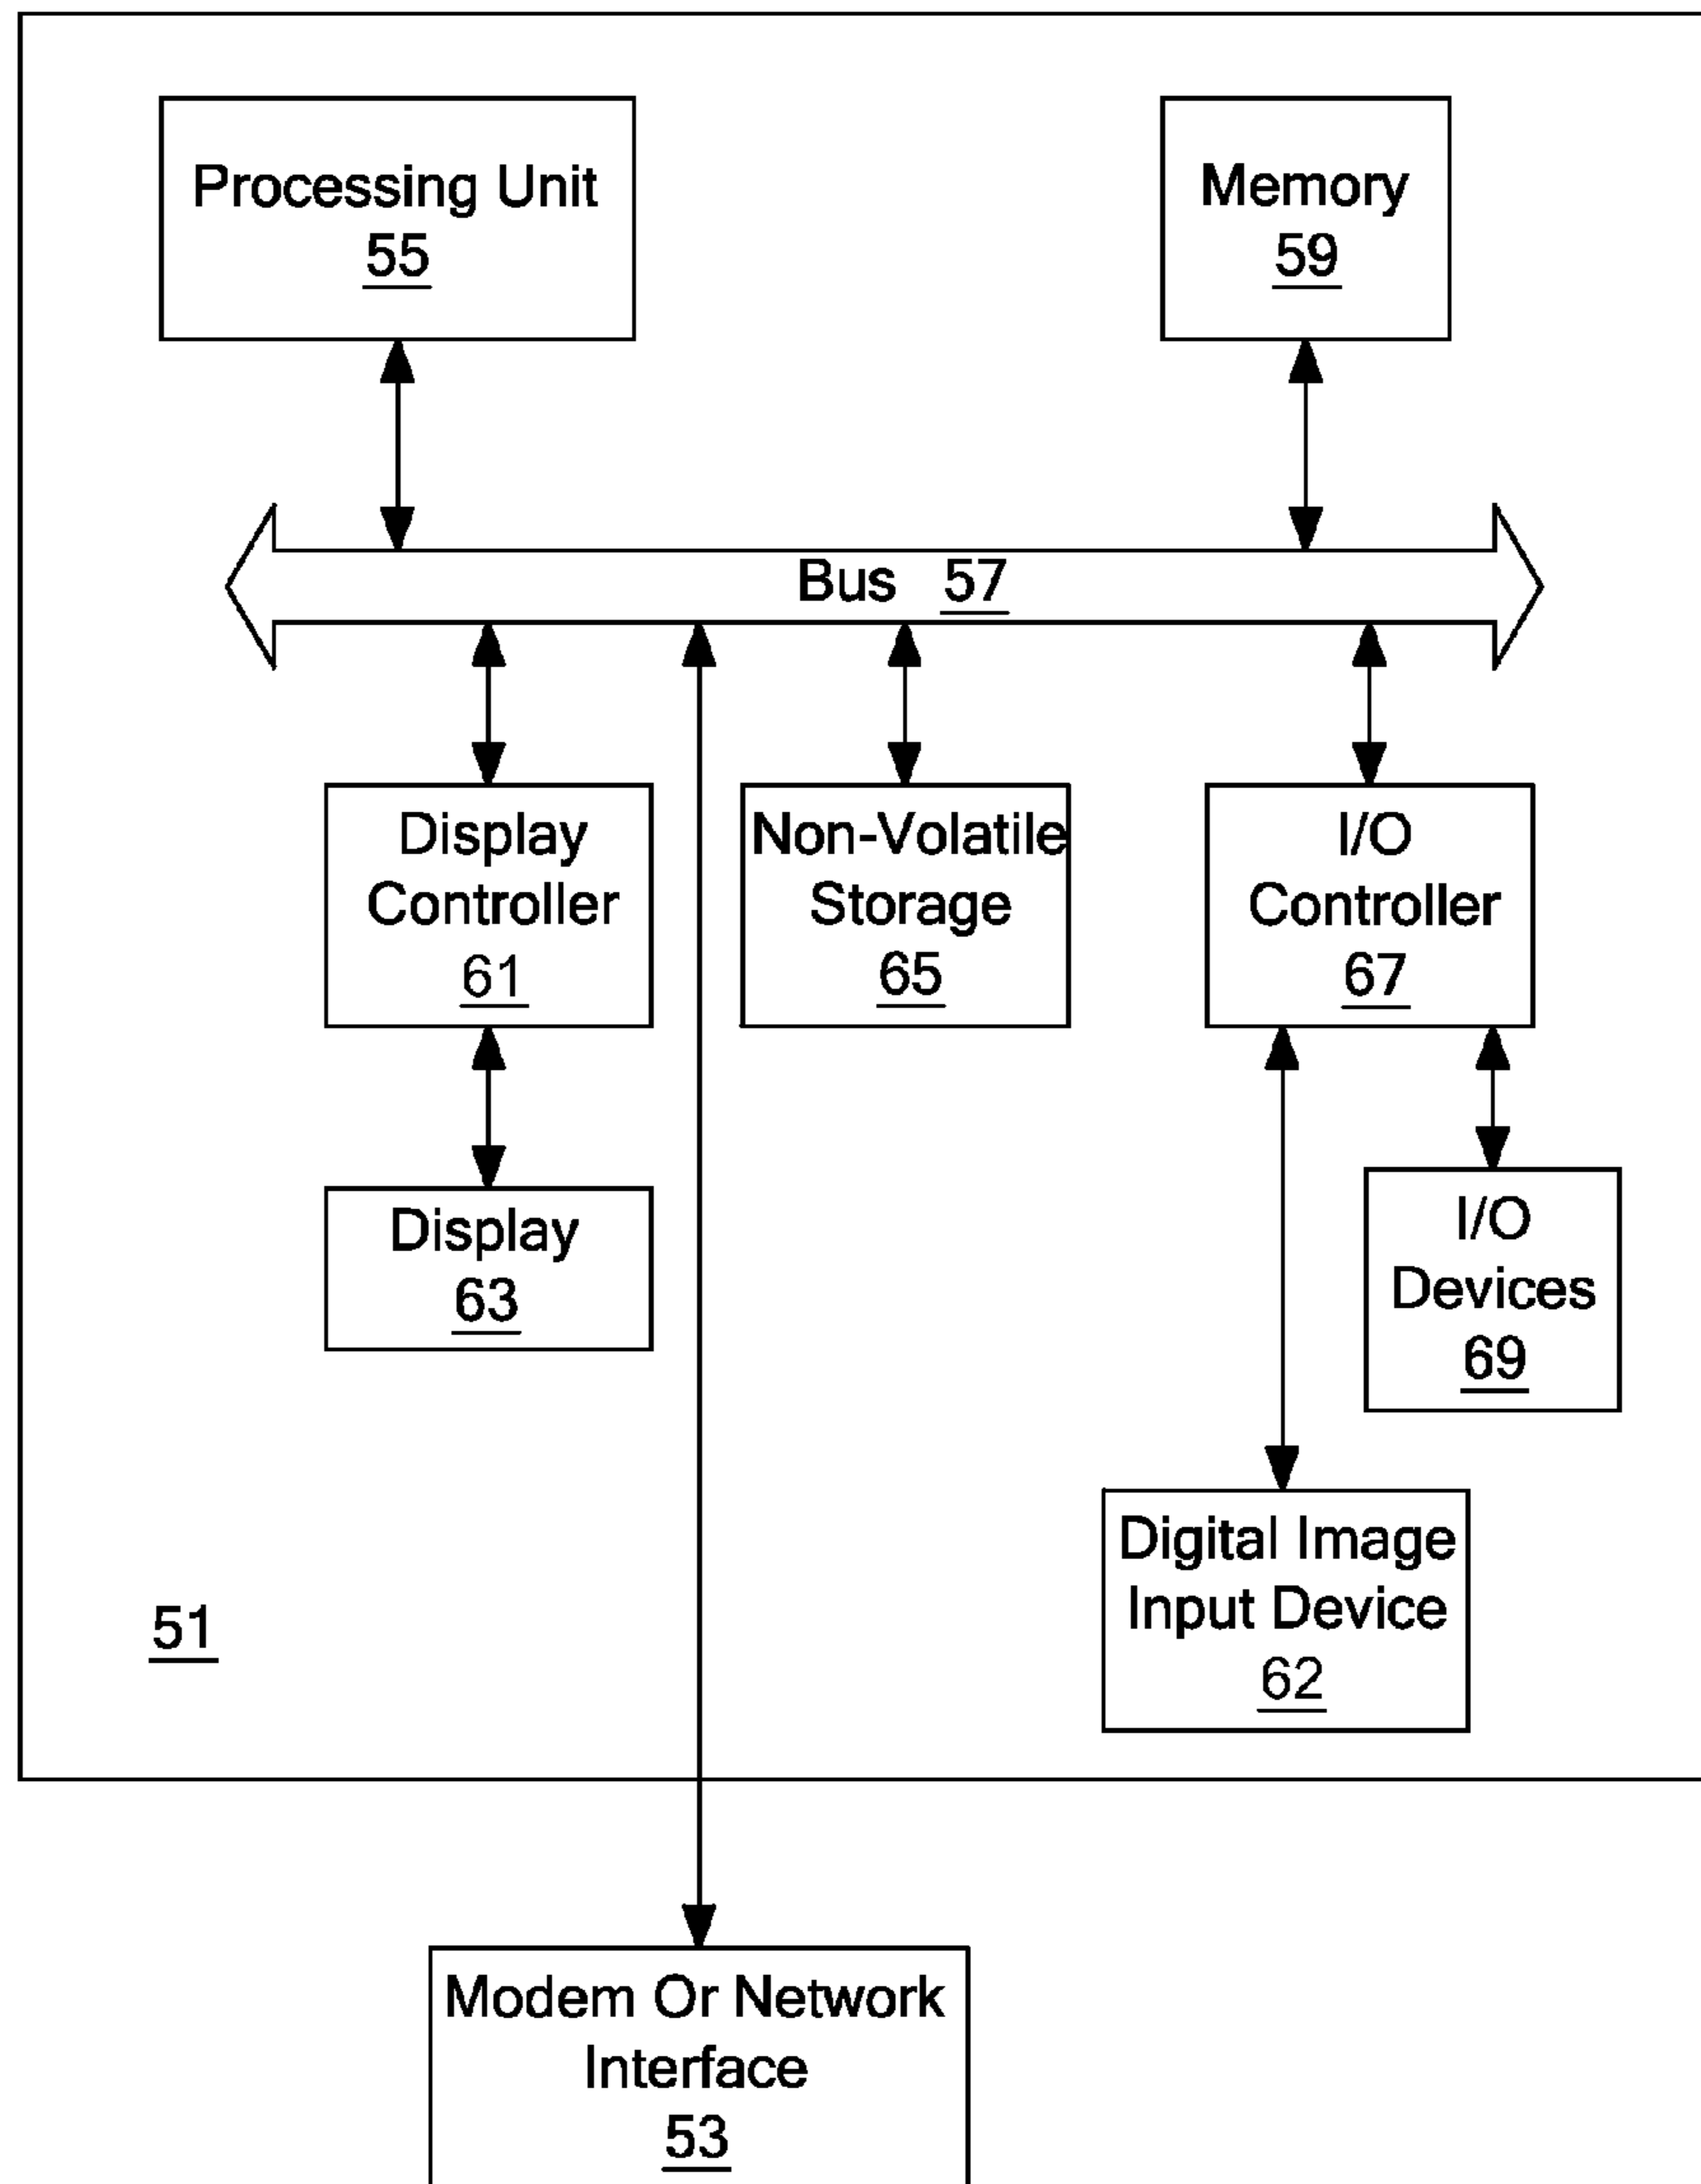 Processing Unit
55
Memory
59
Bus 57
Display
Controller
61
Non-Volatile
Storage
65
I/O
Controller
67
Display
63
I/O
Devices
69
Digital Image
Input Device
62
51
Modem Or Network
Interface
53